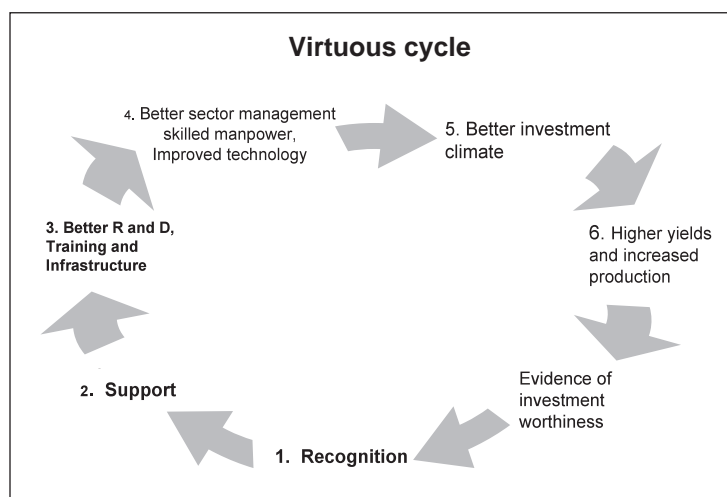 Virtuous cycle
4. Better sector management
skilled manpower,
Improved technology
5. Better investment
climate
3. Better R and D,
Training and
Infrastructure
6. Higher yields
and increased
production
2. Support
Evidence of
investment
worthiness
1. Recognition